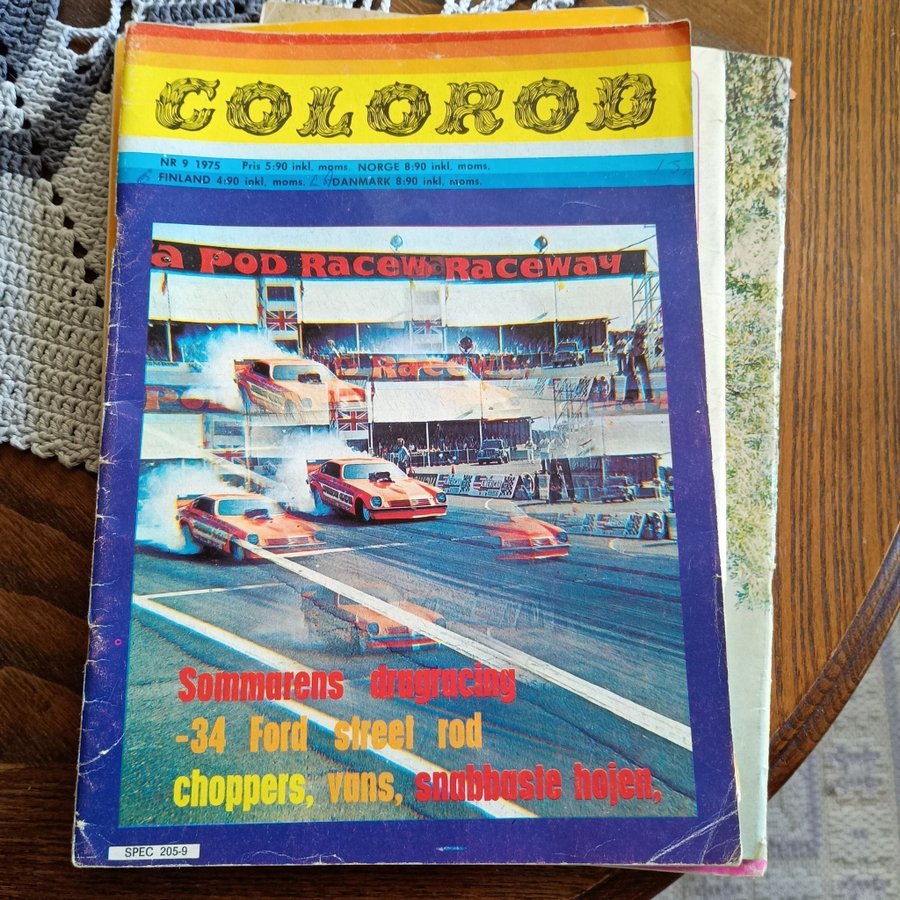 COLOROD
NR 9 1975 Pris 5:90 inkl. moms. NORGE 8:90 inkl. moms.
FINLAND 4:90 inkl. moms. DANMARK 8:90 inkl. moms.
a Pod Racew Raceway
Sommarens dragracing
-34 Ford street rod
choppers, vans, snabbaste hojen,
SPEC 205-9